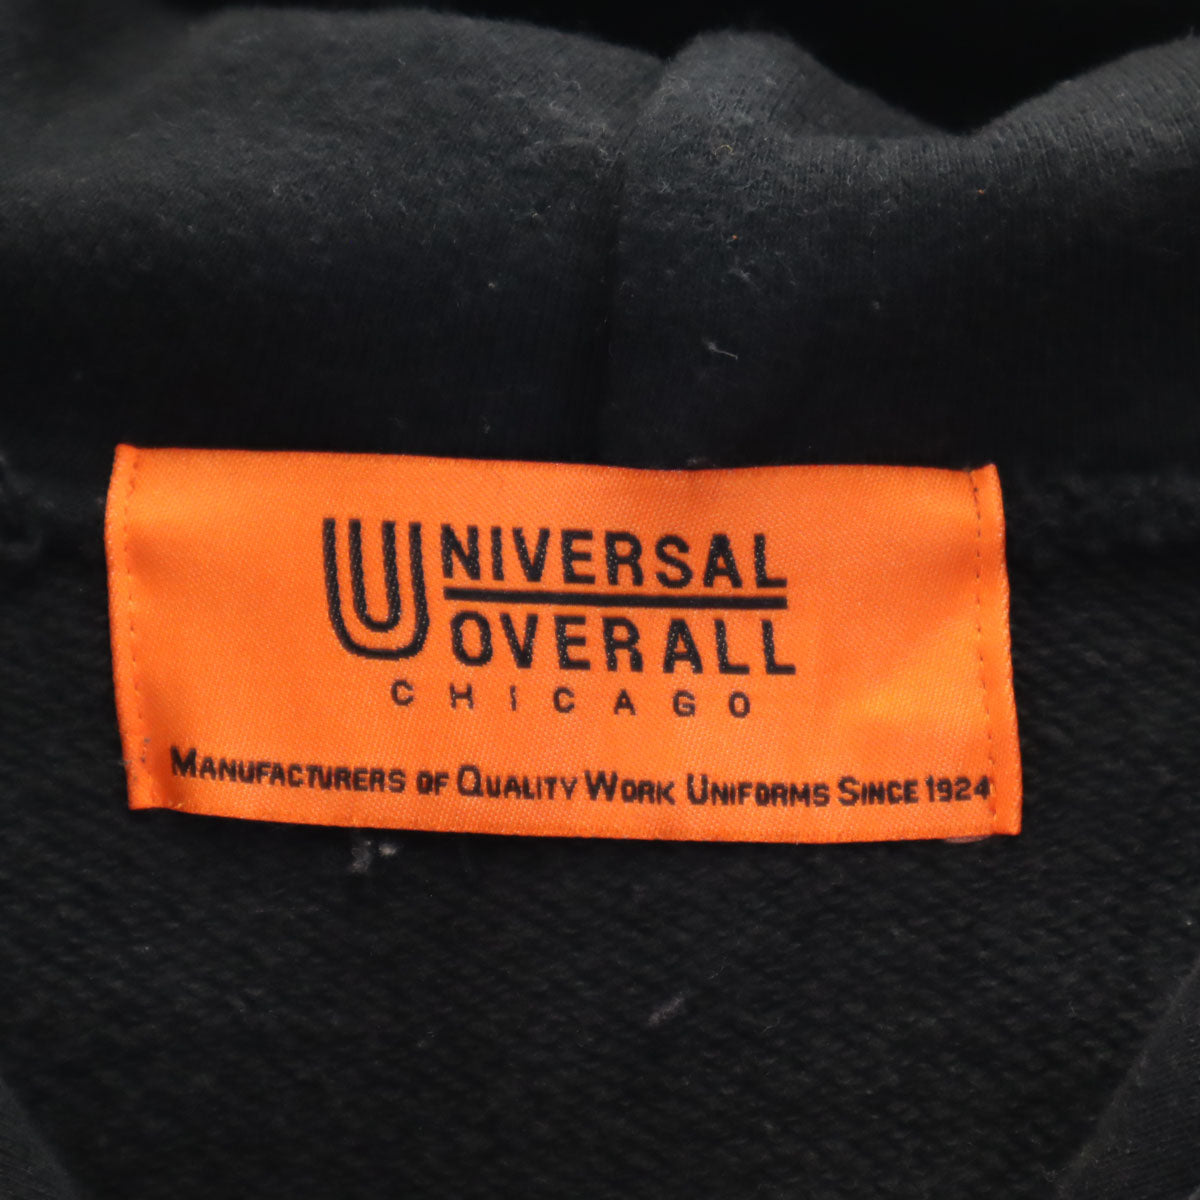 UNIVERSAL
OVERALL
CHICAGO
MANUFACTURERS OF QUALITY WORK UNIFORMS SINCE 1924